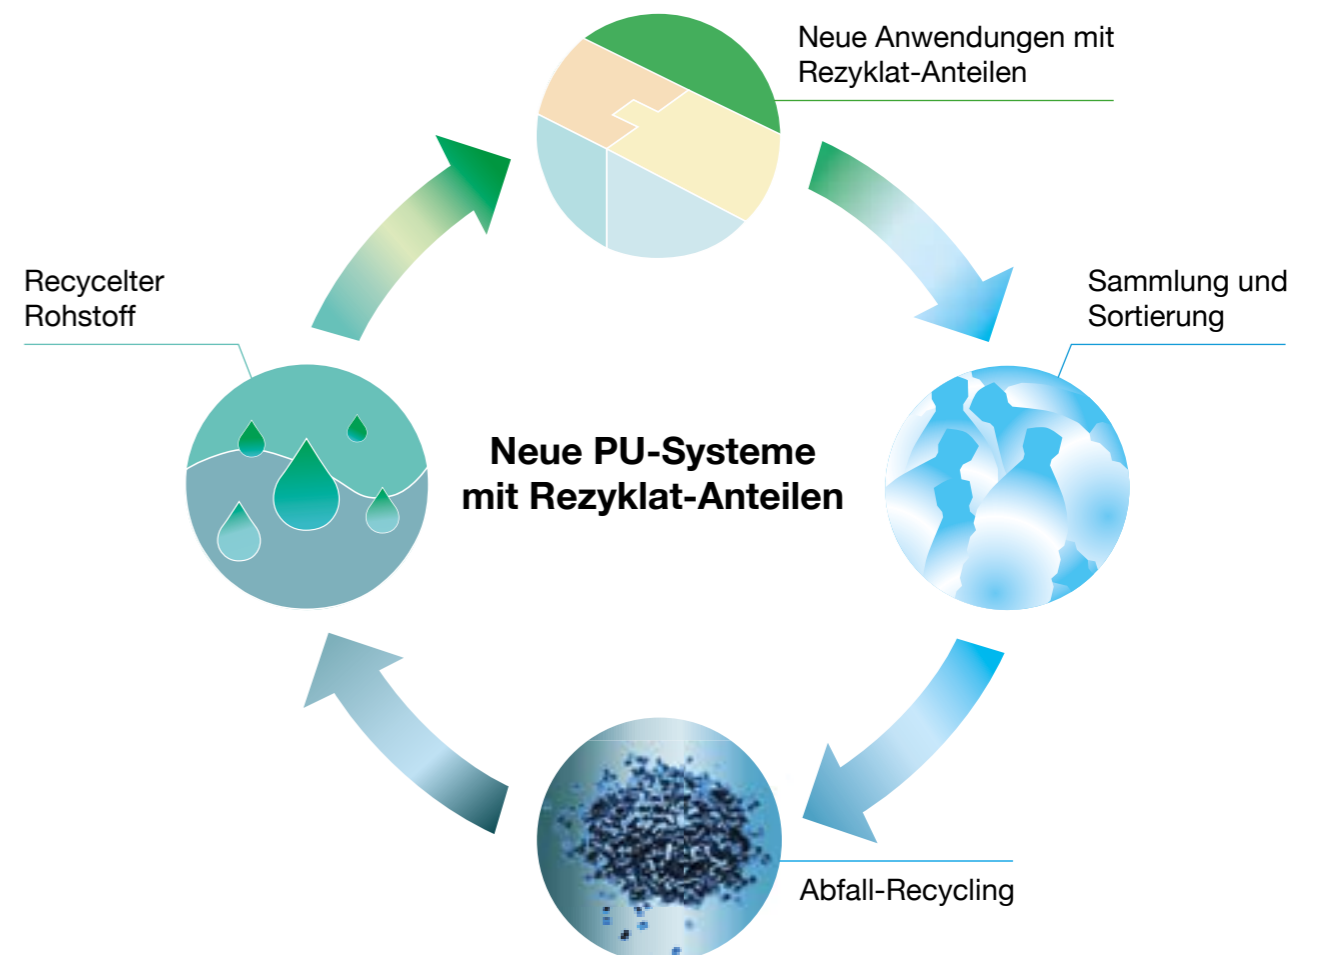 Neue Anwendungen mit
Rezyklat-Anteilen
Recycelter
Rohstoff
Sammlung und
Sortierung
Neue PU-Systeme
mit Rezyklat-Anteilen
Abfall-Recycling